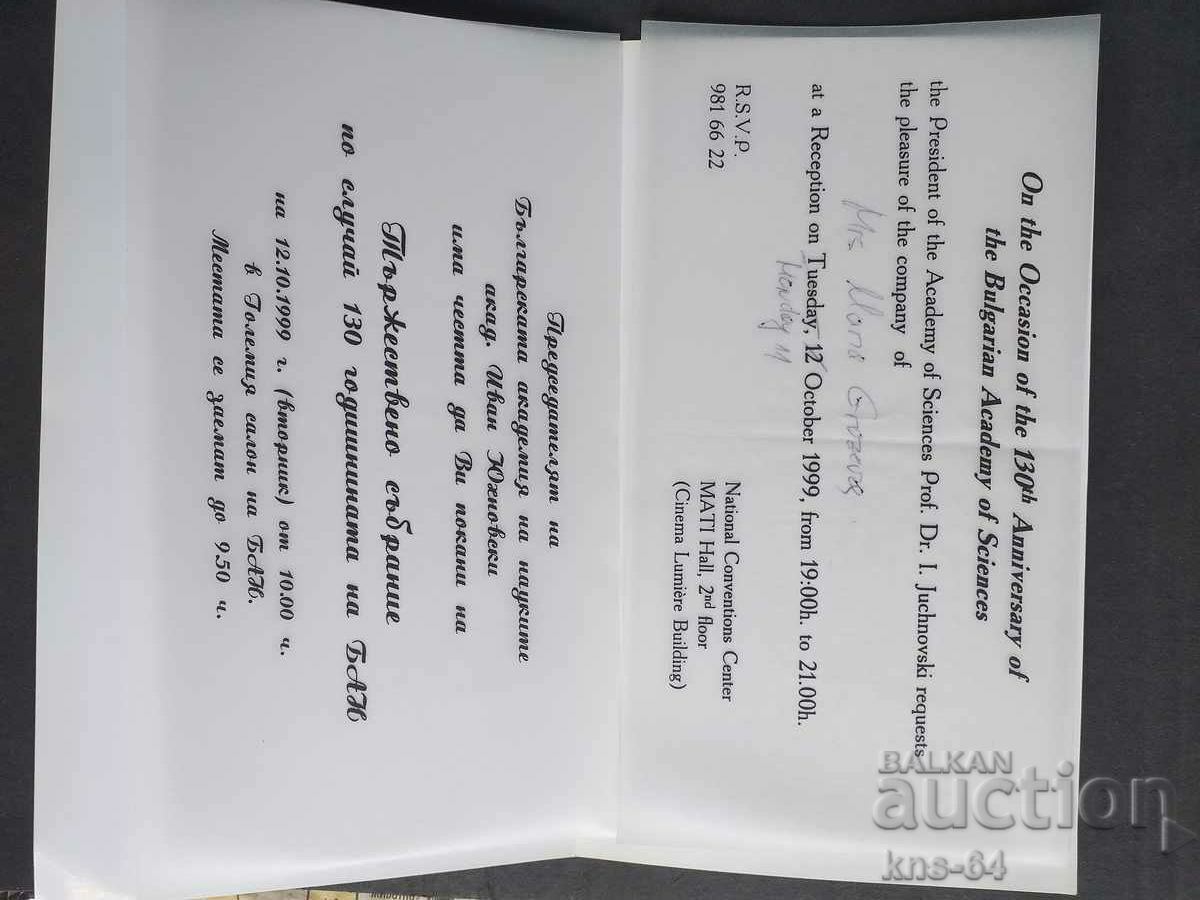 On the Occasion of the 130th Anniversary of
the Bulgarian Academy of Sciences
the President of the Academy of Sciences Prof. Dr. I. Juchnovski requests
the pleasure of the company of
Mrs Maria
at a Reception on Tuesday, 12 October 1999, from 19:00h. to 21.00h.
Monday 11
R.S.V.P.
981 66 22
National Conventions Center
MATI Hall, 2nd floor
(Cinema Lumière Building)
Председателят на
Българската академия на науките
акад. Иван Юхновски
има честта да Ви покани на
Тържествено събрание
по случай 130 годишнината на БАН
на 12.10.1999 г. (вторник) от 10.00 ч.
в Големия салон на БАН.
Местата се заемат до 9.50 ч.
BALKAN
auction
kns-64